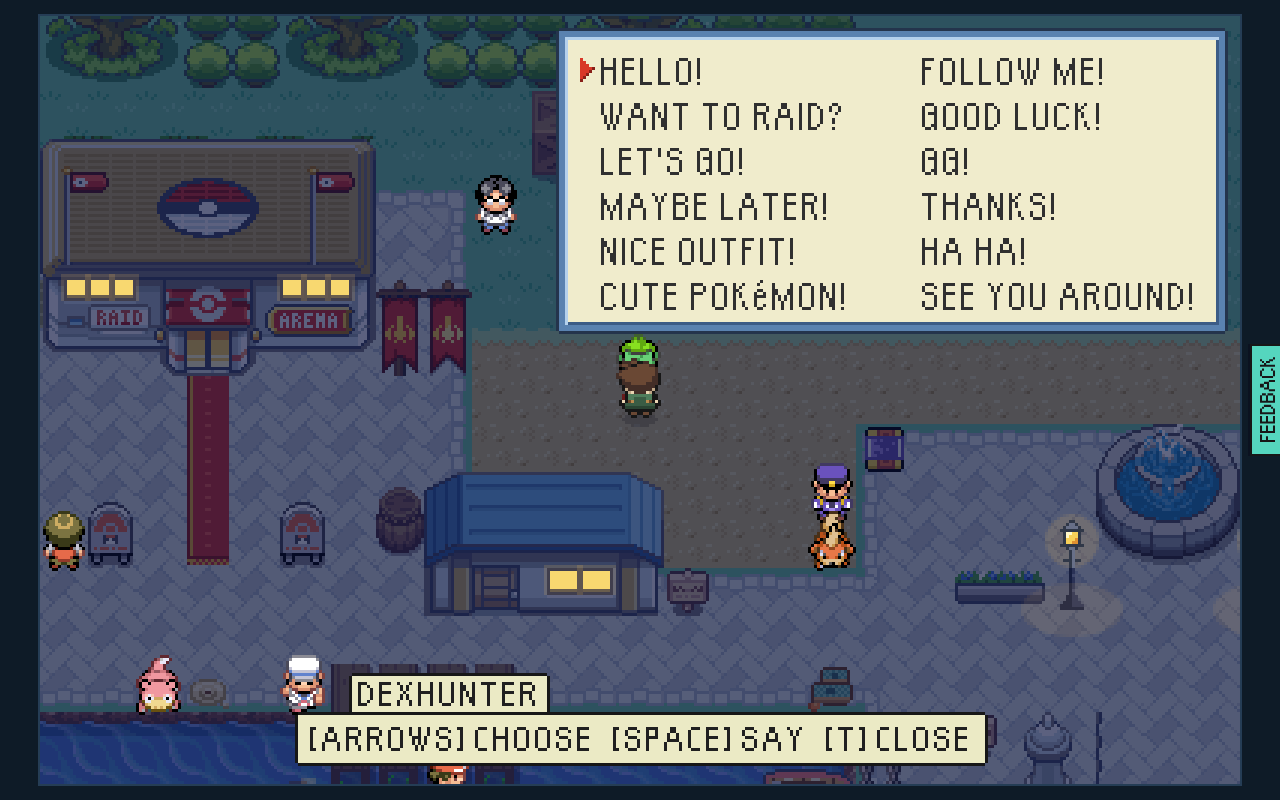 HELLO! FOLLOW ME!
WANT TO RAID? GOOD LUCK!
LET'S GO! GG!
MAYBE LATER! THANKS!
NICE OUTFIT! HA HA!
CUTE POKéMON! SEE YOU AROUND!
RAID
ARENA
FEEDBACK
DEXHUNTER
[ARROWS]CHOOSE [SPACE]SAY [T]CLOSE